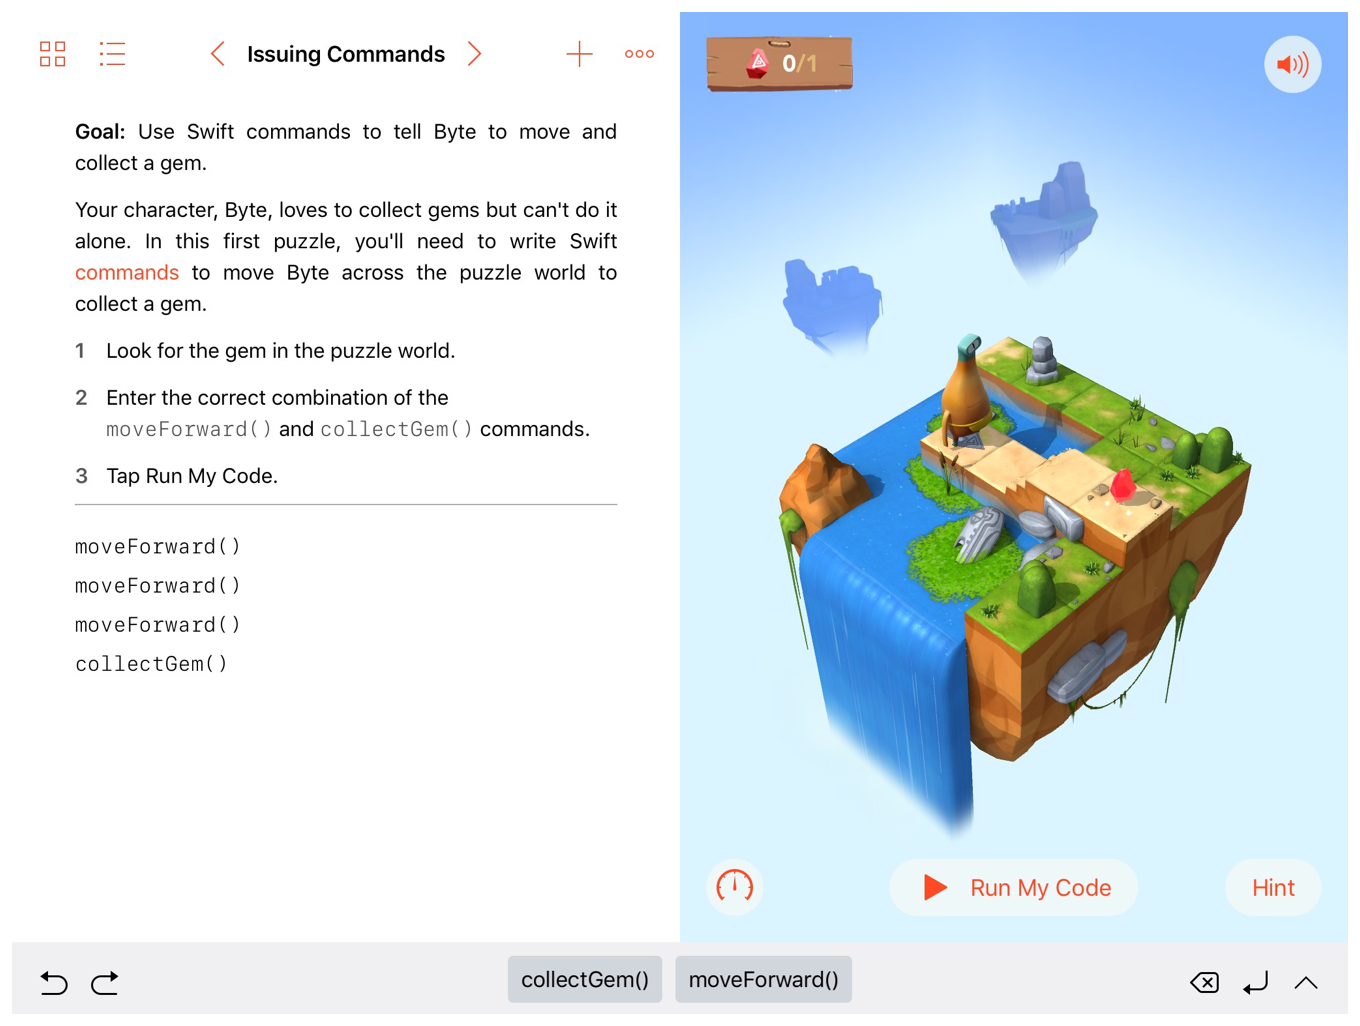 Issuing Commands
Goal: Use Swift commands to tell Byte to move and
collect a gem.
Your character, Byte, loves to collect gems but can't do it
alone. In this first puzzle, you'll need to write Swift
commands to move Byte across the puzzle world to
collect a gem.
1 Look for the gem in the puzzle world.
2 Enter the correct combination of the
moveForward() and collectGem() commands.
3 Tap Run My Code.
moveForward()
moveForward()
moveForward()
collectGem()
0/1
Run My Code
Hint
collectGem() moveForward()